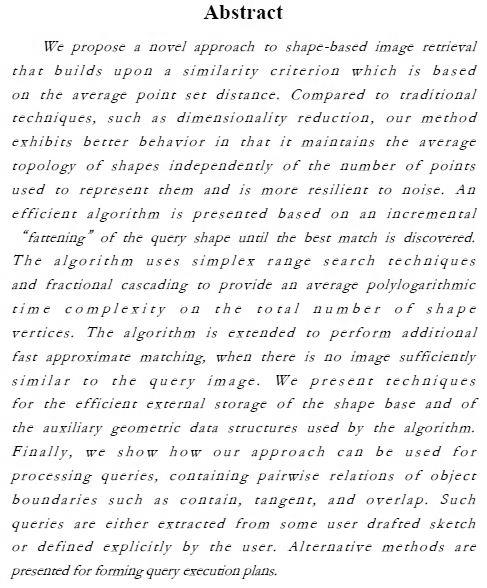 Abstract
We propose a novel approach to shape-based image retrieval
that builds upon a similarity criterion which is based
on the average point set distance. Compared to traditional
techniques, such as dimensionality reduction, our method
exhibits better behavior in that it maintains the average
topology of shapes independently of the number of points
used to represent them and is more resilient to noise. An
efficient algorithm is presented based on an incremental
“fattening” of the query shape until the best match is discovered.
The algorithm uses simplex range search techniques
and fractional cascading to provide an average polylogarithmic
time complexity on the total number of shape
vertices. The algorithm is extended to perform additional
fast approximate matching, when there is no image sufficiently
similar to the query image. We present techniques
for the efficient external storage of the shape base and of
the auxiliary geometric data structures used by the algorithm.
Finally, we show how our approach can be used for
processing queries, containing pairwise relations of object
boundaries such as contain, tangent, and overlap. Such
queries are either extracted from some user drafted sketch
or defined explicitly by the user. Alternative methods are
presented for forming query execution plans.